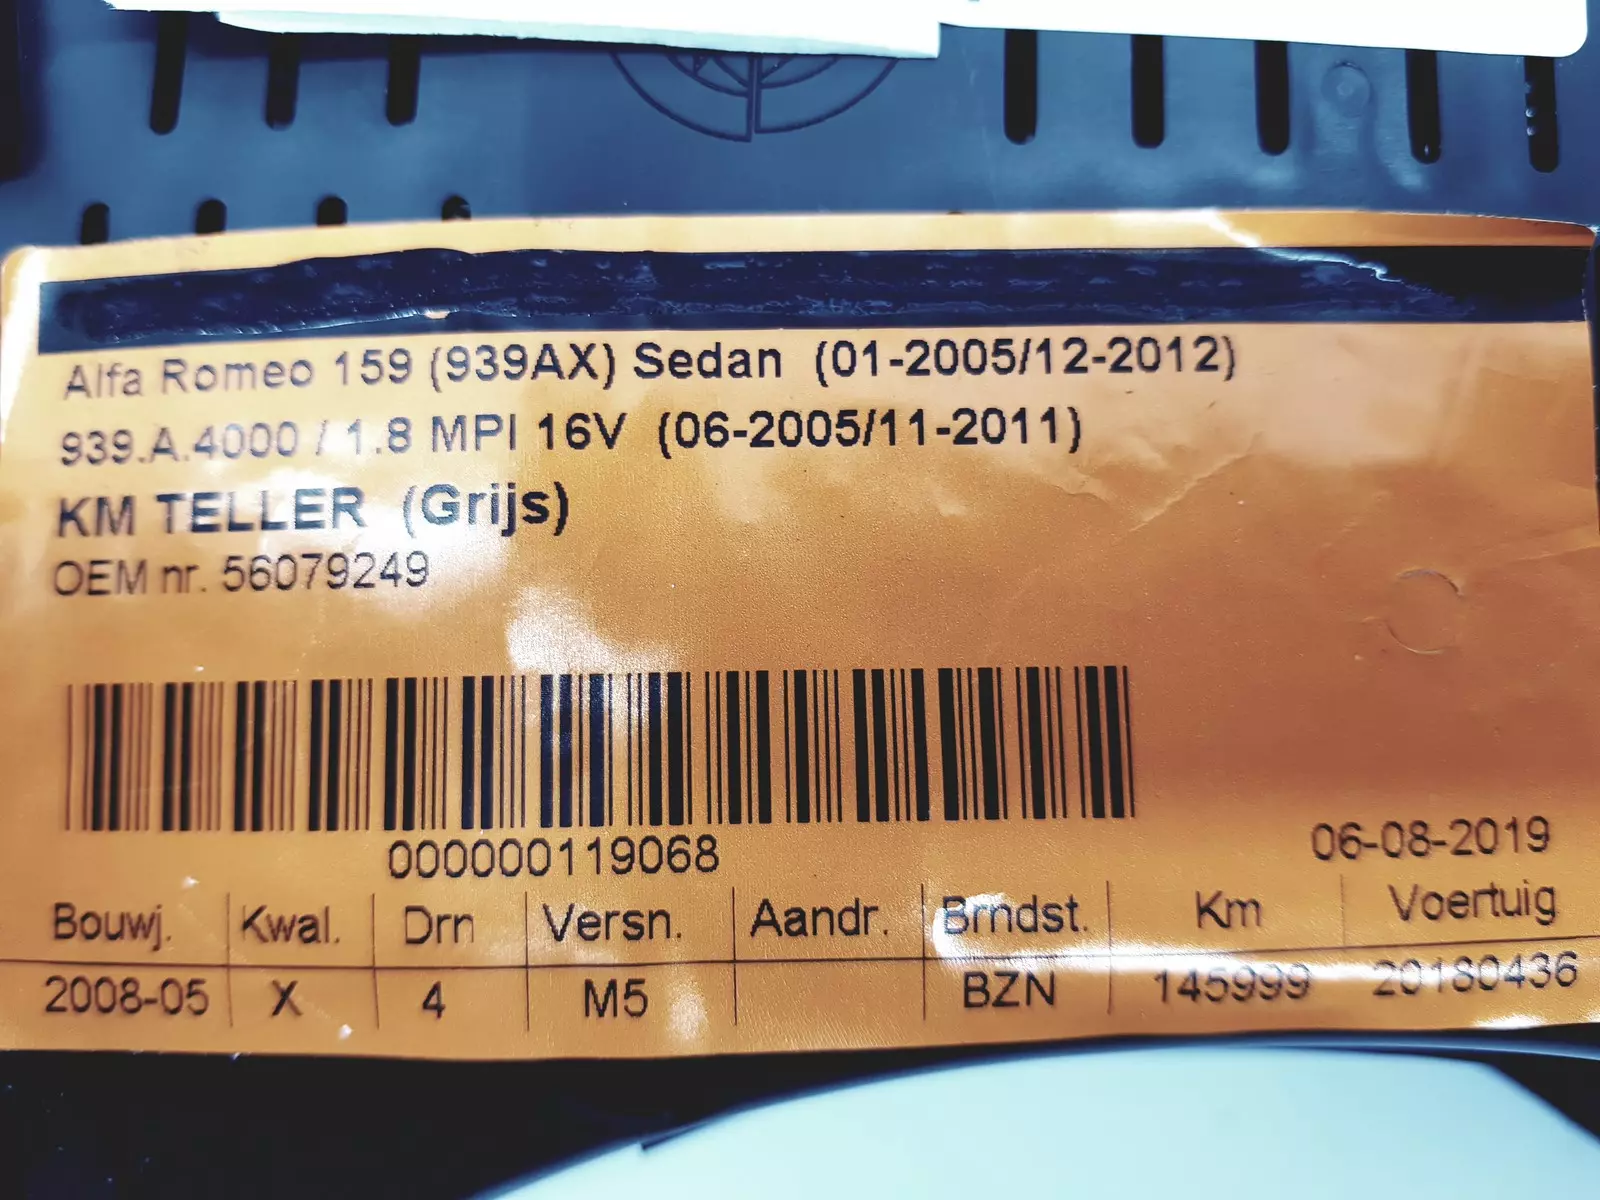 Alfa Romeo 159 (939AX) Sedan (01-2005/12-2012)
939.A.4000 / 1.8 MPI 16V (06-2005/11-2011)
KM TELLER (Grijs)
OEM nr. 56079249
000000119068
06-08-2019
Bouwj. Kwal. Drn Versn. Aandr. Brndst. Km Voertuig
2008-05 X 4 M5 BZN 145999 20180436